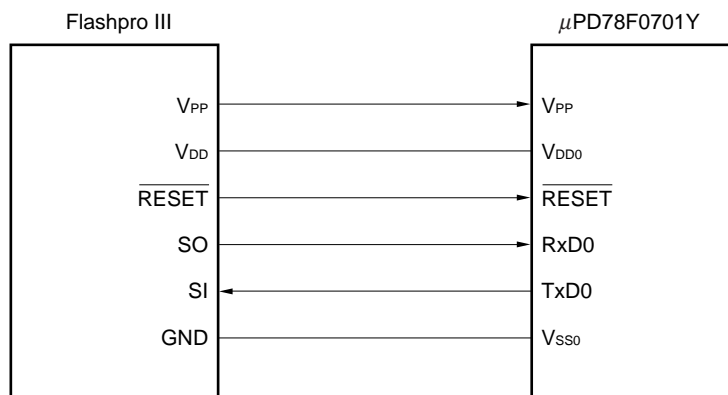 Flashpro III μPD78F0701Y
VPP VPP
VDD VDD0
RESET RESET
SO RxD0
SI TxD0
GND VSS0